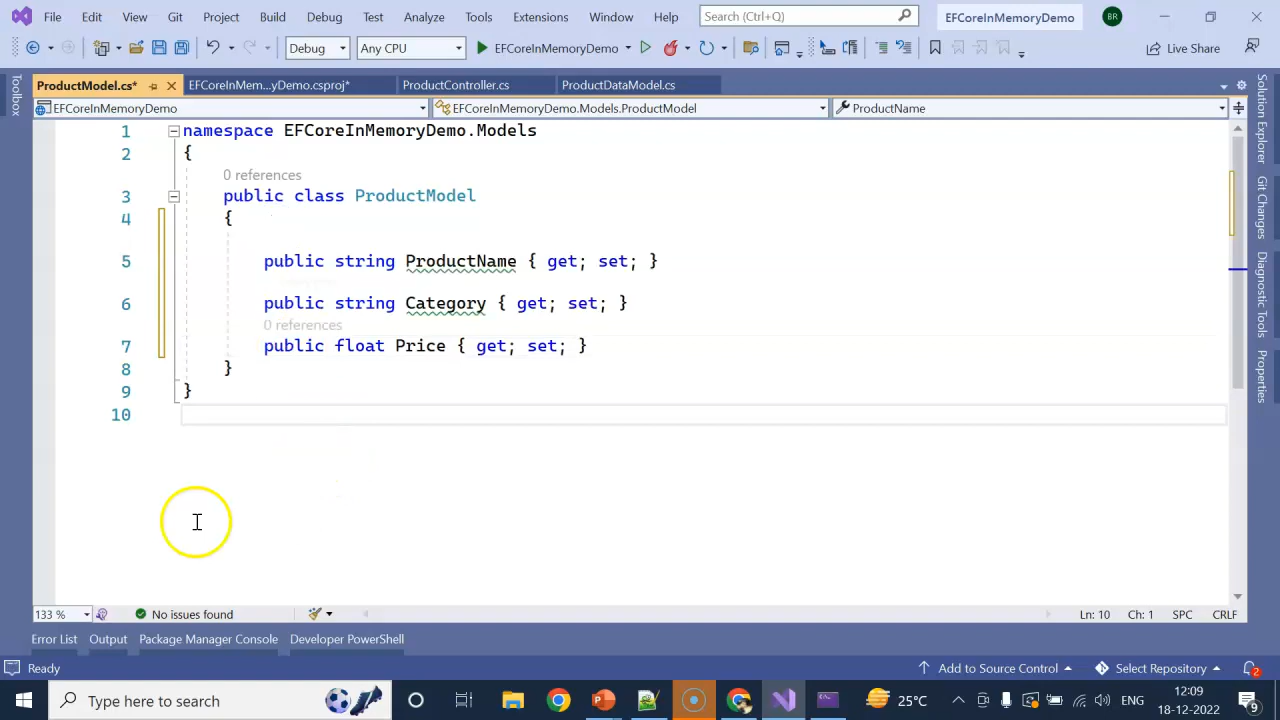 File Edit View Git Project Build Debug Test Analyze Tools Extensions Window Help Search (Ctrl+Q) EFCoreInMemoryDemo BR
Debug Any CPU EFCoreInMemoryDemo Live Share
ProductModel.cs* EFCoreInMem...yDemo.csproj* ProductController.cs ProductDataModel.cs
EFCoreInMemoryDemo EFCoreInMemoryDemo.Models.ProductModel ProductName
1 namespace EFCoreInMemoryDemo.Models
2 {
0 references
3 public class ProductModel
4 {
5 public string ProductName { get; set; }
6 public string Category { get; set; }
0 references
7 public float Price { get; set; }
8 }
9 }
10
133 % No issues found Ln: 10 Ch: 1 SPC CRLF
Error List Output Package Manager Console Developer PowerShell
Ready Add to Source Control Select Repository 2
Type here to search 25°C ENG 12:09 18-12-2022 9
Toolbox
Solution Explorer
Git Changes
Diagnostic Tools
Properties